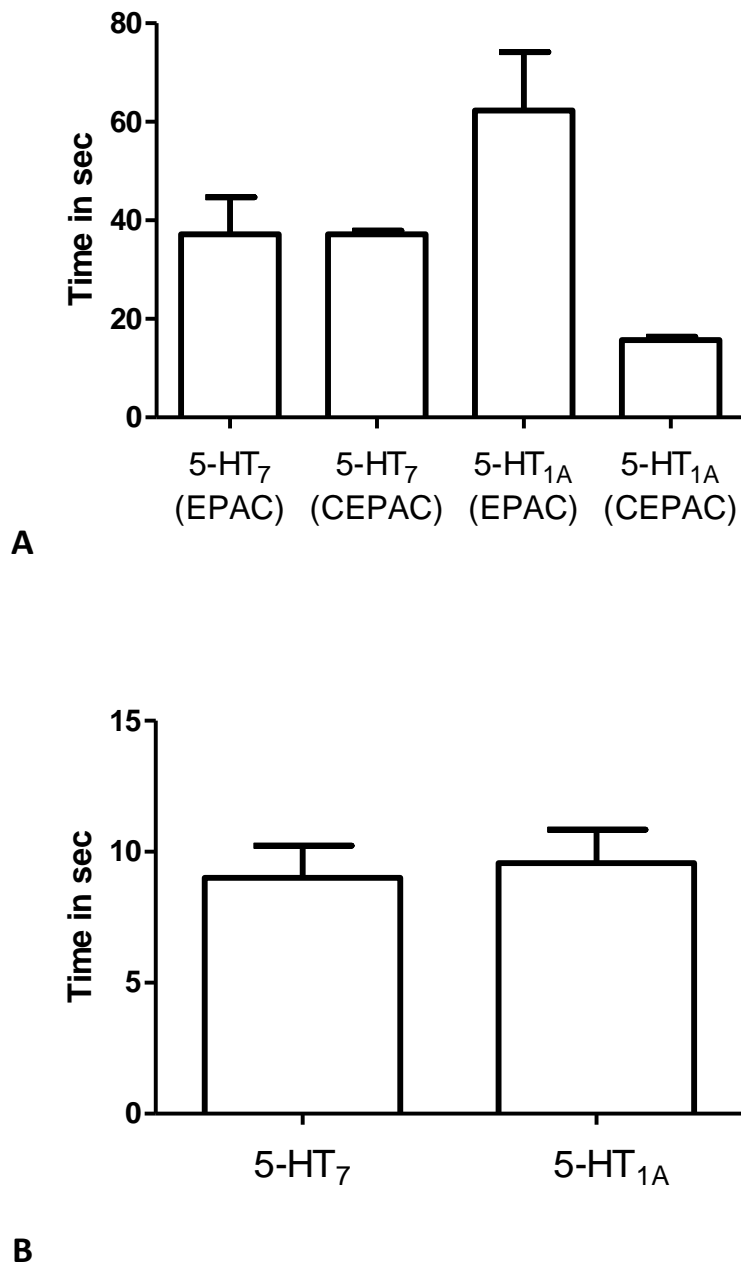 80
60
40
20
0
Time in sec
5-HT7 5-HT7 5-HT1A 5-HT1A
(EPAC) (CEPAC) (EPAC) (CEPAC)
A
15
10
5
0
Time in sec
5-HT7 5-HT1A
B